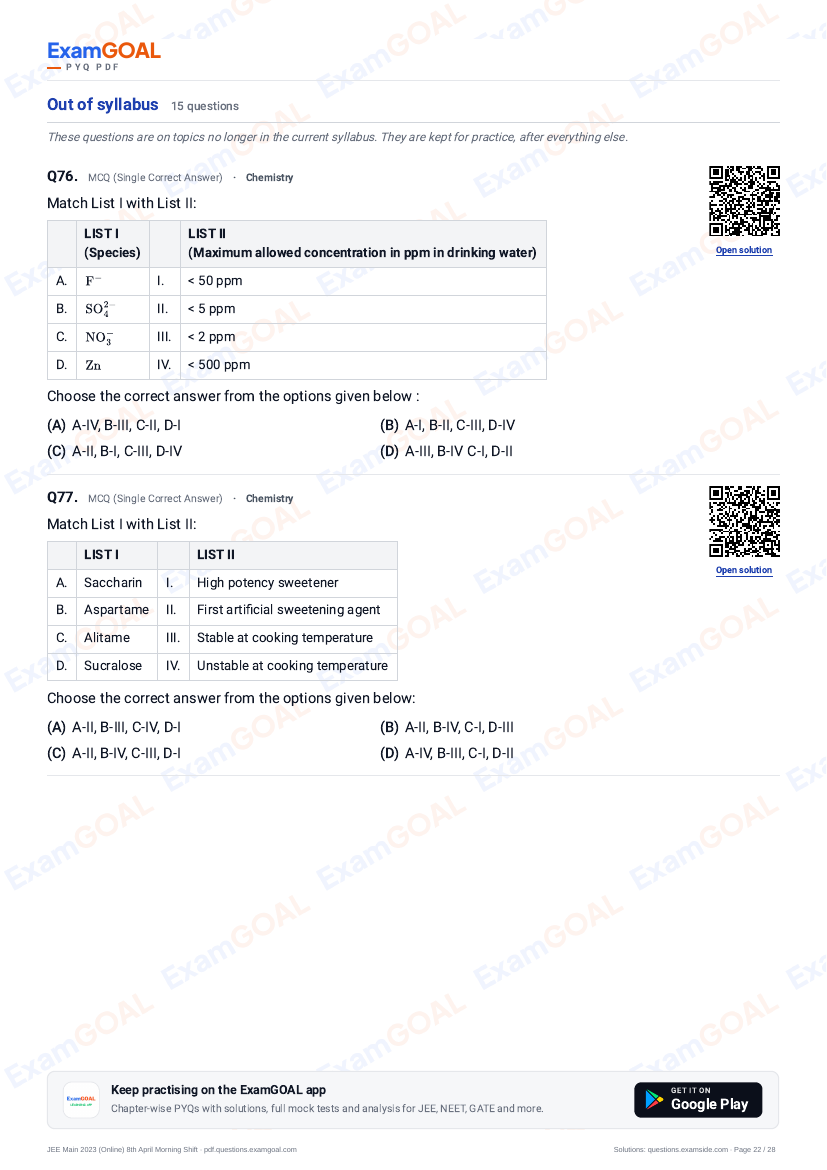 ExamGOAL
PYQ PDF
Out of syllabus 15 questions
These questions are on topics no longer in the current syllabus. They are kept for practice, after everything else.
Q76. MCQ (Single Correct Answer) · Chemistry
Open solution
Match List I with List II:
LIST I (Species) LIST II (Maximum allowed concentration in ppm in drinking water)
A. F⁻ I. < 50 ppm
B. SO₄²⁻ II. < 5 ppm
C. NO₃⁻ III. < 2 ppm
D. Zn IV. < 500 ppm
Choose the correct answer from the options given below :
(A) A-IV, B-III, C-II, D-I (B) A-I, B-II, C-III, D-IV
(C) A-II, B-I, C-III, D-IV (D) A-III, B-IV C-I, D-II
Q77. MCQ (Single Correct Answer) · Chemistry
Open solution
Match List I with List II:
LIST I LIST II
A. Saccharin I. High potency sweetener
B. Aspartame II. First artificial sweetening agent
C. Alitame III. Stable at cooking temperature
D. Sucralose IV. Unstable at cooking temperature
Choose the correct answer from the options given below:
(A) A-II, B-III, C-IV, D-I (B) A-II, B-IV, C-I, D-III
(C) A-II, B-IV, C-III, D-I (D) A-IV, B-III, C-I, D-II
ExamGOAL
Keep practising on the ExamGOAL app
Chapter-wise PYQs with solutions, full mock tests and analysis for JEE, NEET, GATE and more.
GET IT ON
Google Play
JEE Main 2023 (Online) 8th April Morning Shift · pdf.questions.examgoal.com Solutions: questions.examside.com · Page 22 / 28